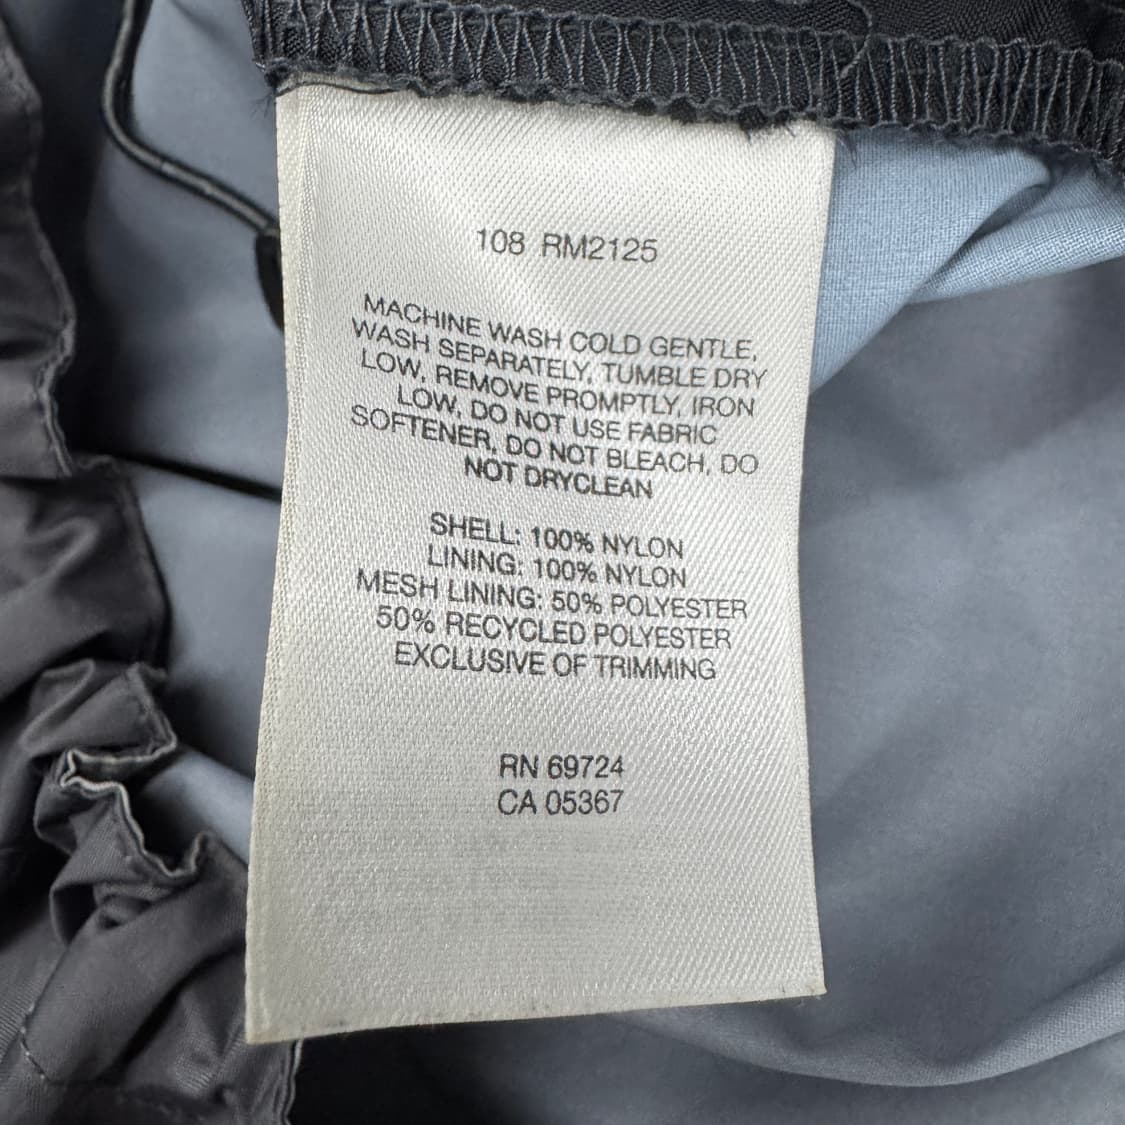 108 RM2125
MACHINE WASH COLD GENTLE,
WASH SEPARATELY, TUMBLE DRY
LOW, REMOVE PROMPTLY, IRON
LOW, DO NOT USE FABRIC
SOFTENER, DO NOT BLEACH, DO
NOT DRYCLEAN
SHELL: 100% NYLON
LINING: 100% NYLON
MESH LINING: 50% POLYESTER
50% RECYCLED POLYESTER
EXCLUSIVE OF TRIMMING
RN 69724
CA 05367